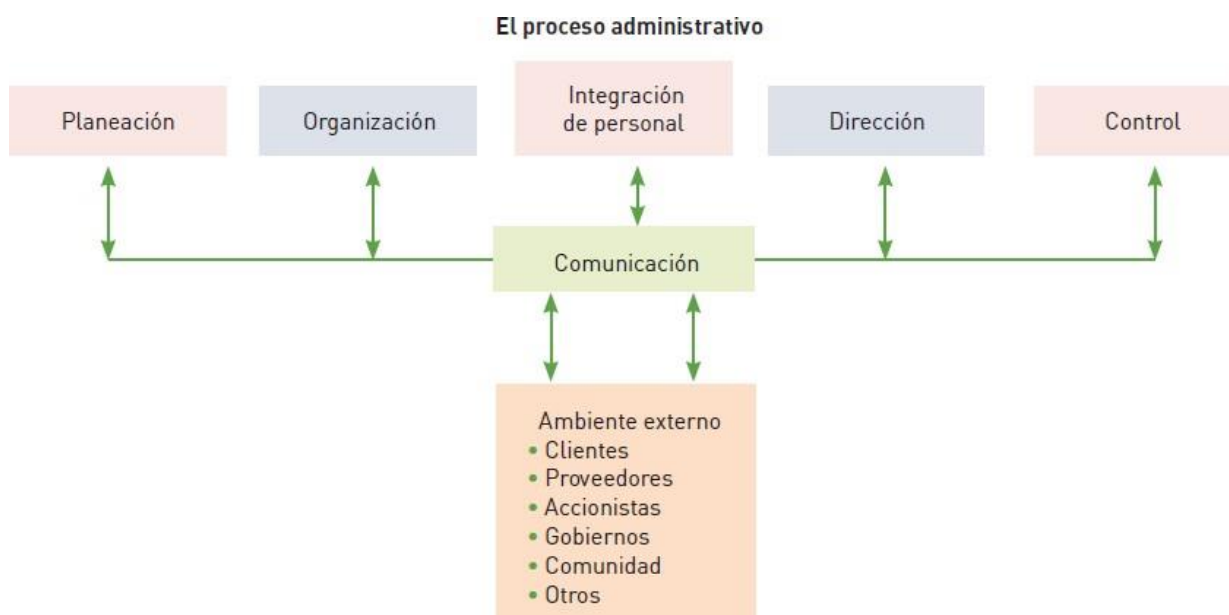 El proceso administrativo
Planeación
Organización
Integración
de personal
Dirección
Control
Comunicación
Ambiente externo
• Clientes
• Proveedores
• Accionistas
• Gobiernos
• Comunidad
• Otros